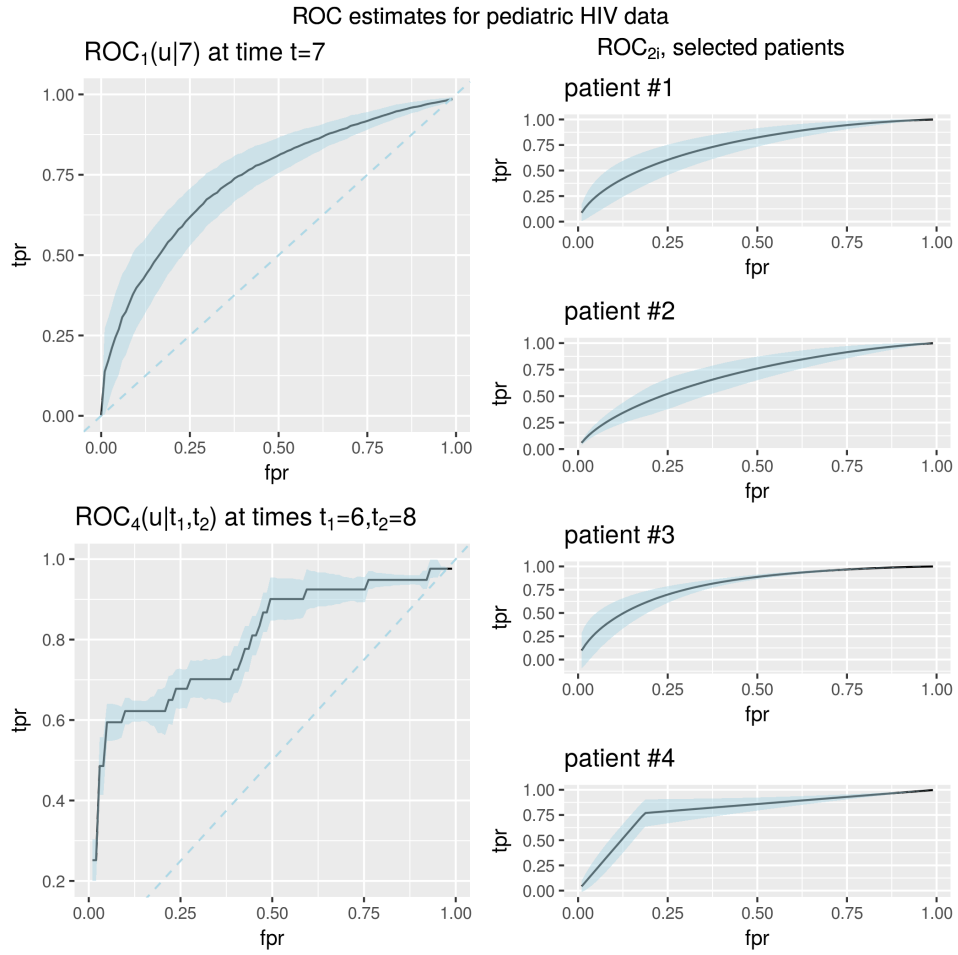 ROC estimates for pediatric HIV data
ROC₁(u|7) at time t=7
1.00
0.75
0.50
0.25
0.00
tpr
0.00 0.25 0.50 0.75 1.00
fpr
ROC₄(u|t₁,t₂) at times t₁=6,t₂=8
1.0
0.8
0.6
0.4
0.2
tpr
0.00 0.25 0.50 0.75 1.00
fpr
ROC₂ᵢ, selected patients
patient #1
1.00
0.75
0.50
0.25
0.00
tpr
0.00 0.25 0.50 0.75 1.00
fpr
patient #2
1.00
0.75
0.50
0.25
0.00
tpr
0.00 0.25 0.50 0.75 1.00
fpr
patient #3
1.00
0.75
0.50
0.25
0.00
tpr
0.00 0.25 0.50 0.75 1.00
fpr
patient #4
1.00
0.75
0.50
0.25
0.00
tpr
0.00 0.25 0.50 0.75 1.00
fpr